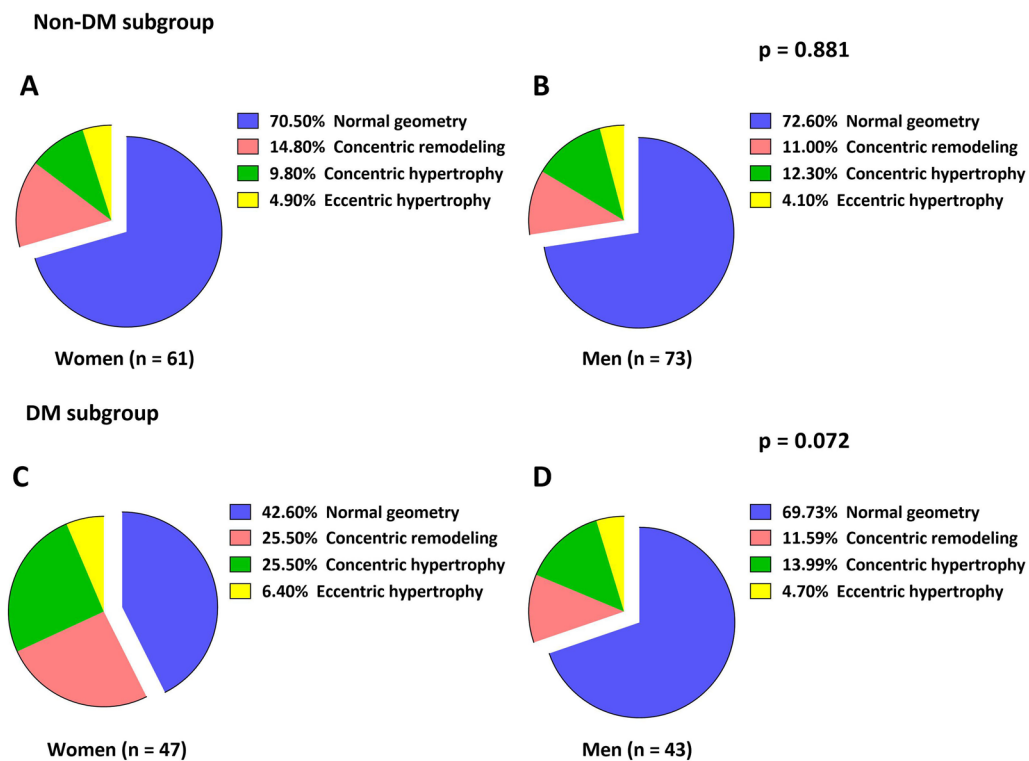 Non-DM subgroup
p = 0.881
A
70.50% Normal geometry
14.80% Concentric remodeling
9.80% Concentric hypertrophy
4.90% Eccentric hypertrophy
Women (n = 61)
B
72.60% Normal geometry
11.00% Concentric remodeling
12.30% Concentric hypertrophy
4.10% Eccentric hypertrophy
Men (n = 73)
DM subgroup
p = 0.072
C
42.60% Normal geometry
25.50% Concentric remodeling
25.50% Concentric hypertrophy
6.40% Eccentric hypertrophy
Women (n = 47)
D
69.73% Normal geometry
11.59% Concentric remodeling
13.99% Concentric hypertrophy
4.70% Eccentric hypertrophy
Men (n = 43)